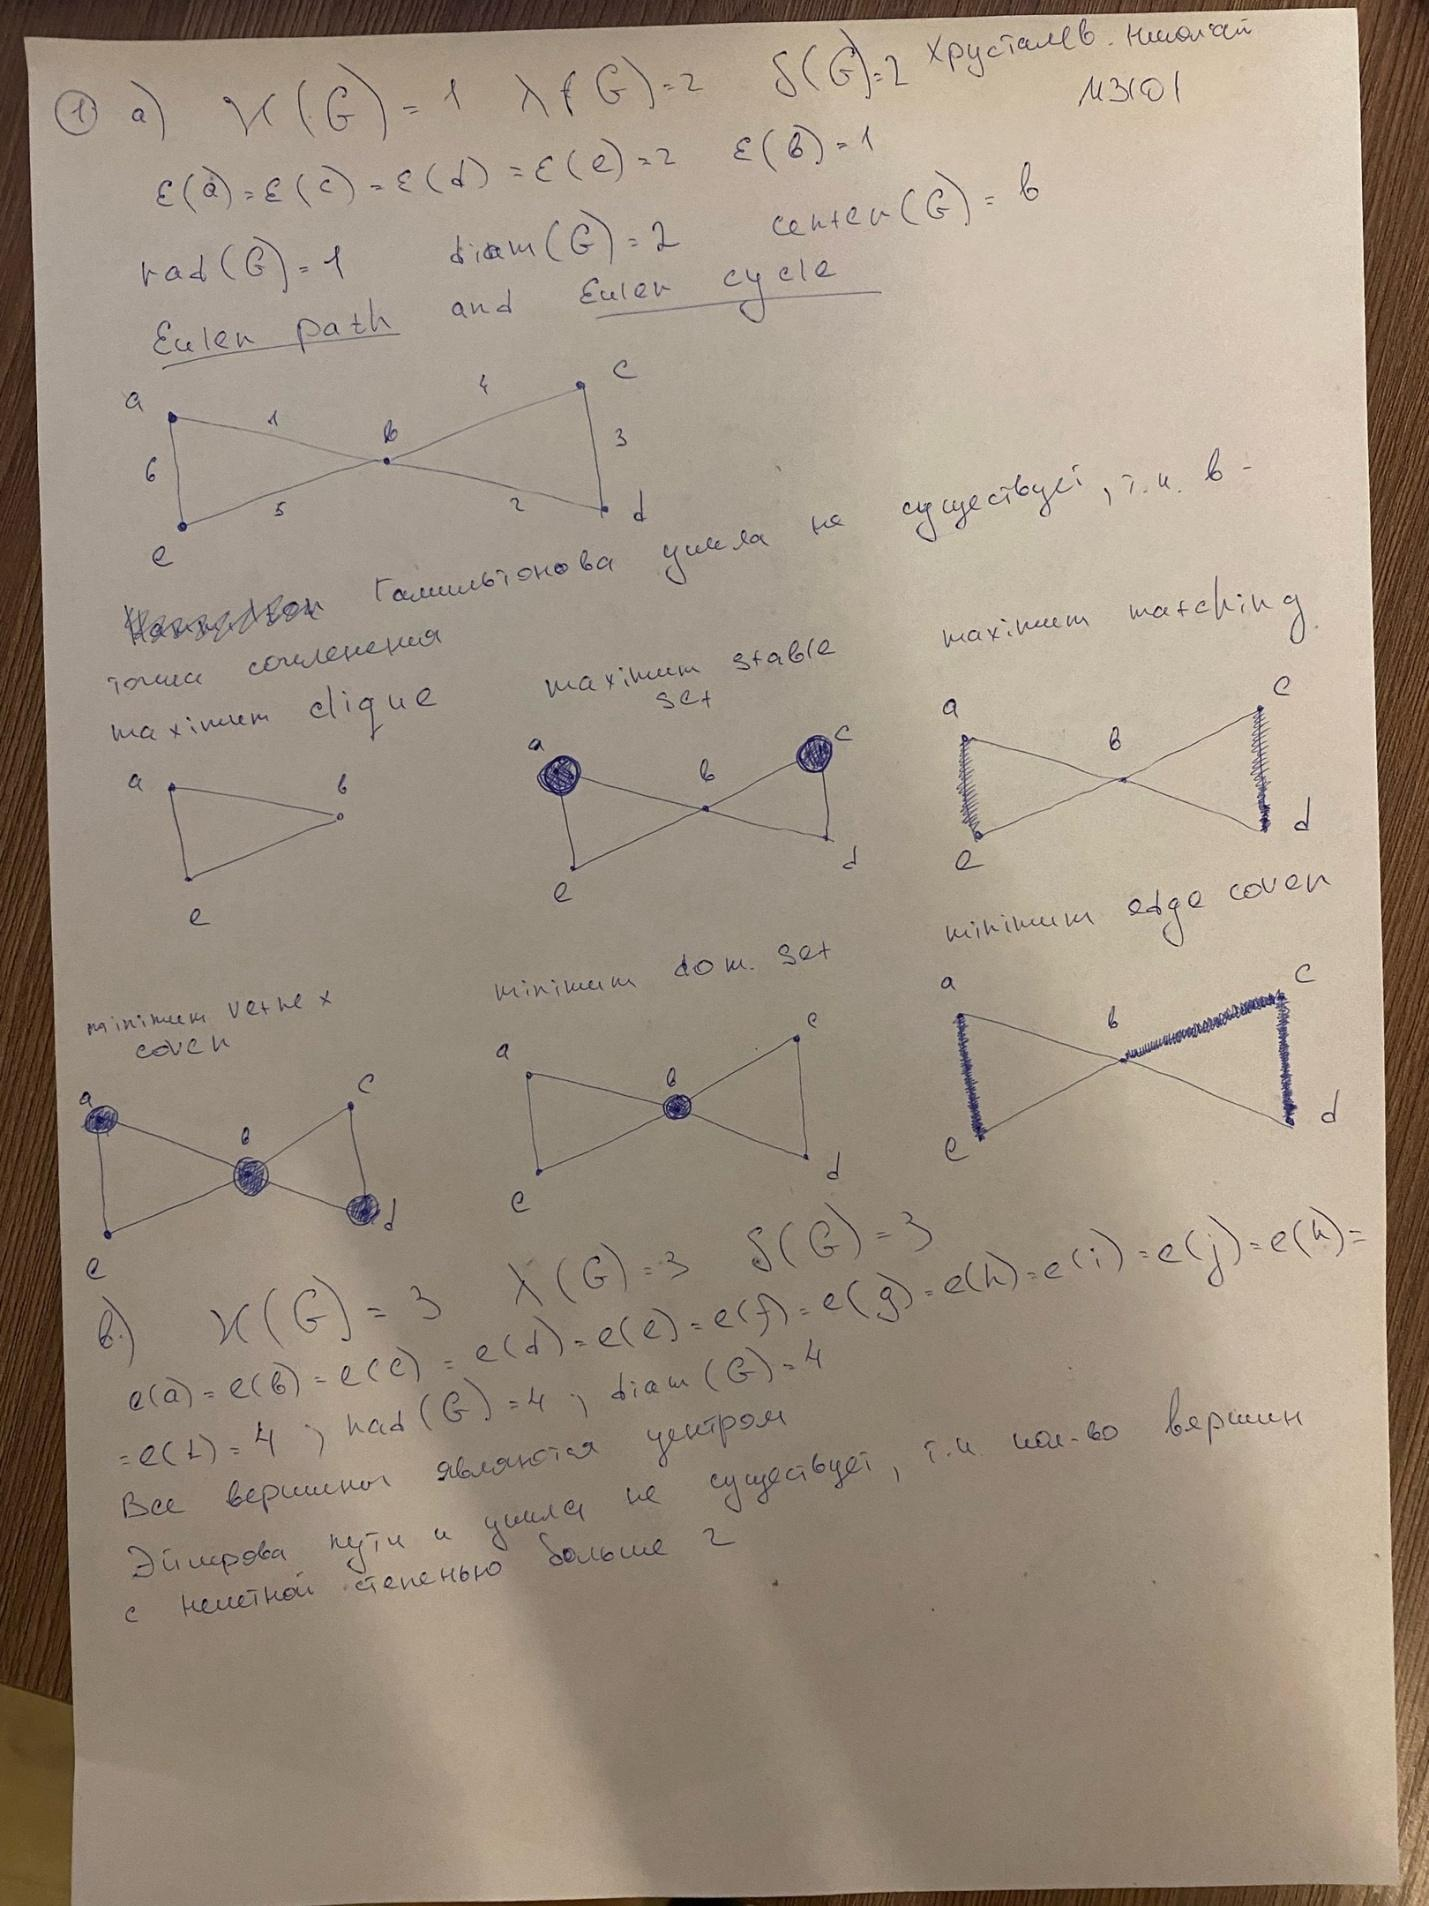 ① a) ϰ(G) = 1 λ(G) = 2 δ(G) = 2 Хрусталев. Николай
М3101
ε(a) = ε(c) = ε(d) = ε(e) = 2 ε(b) = 1
rad(G) = 1 diam(G) = 2 center(G) = b
Euler path and Euler cycle
a 1 b 4 c
6 5 2 3
e d
Гамильтонова цикла не существует, т.к. b -
точка сочленения
maximum clique maximum stable set maximum matching
a b e
a b c e d
a b c e d
minimum vertex cover minimum dom. set minimum edge cover
a b c e d
a b c e d
a b c e d
b.) ϰ(G) = 3 λ(G) = 3 δ(G) = 3
e(a) = e(b) = e(c) = e(d) = e(e) = e(f) = e(g) = e(h) = e(i) = e(j) = e(k) =
= e(l) = 4 ; rad(G) = 4 ; diam(G) = 4
Все вершины являются центром
Эйлерова пути и цикла не существует, т.к. кол-во вершин
с нечетной степенью больше 2